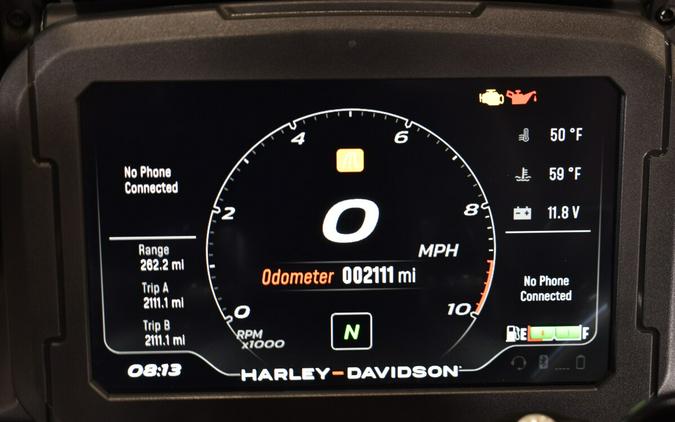 No Phone
Connected
Range
262.2 mi
Trip A
2111.1 mi
Trip B
2111.1 mi
08:13
0
2
4
6
8
10
RPM
x1000
0
MPH
Odometer 002111 mi
N
HARLEY-DAVIDSON
50 °F
59 °F
11.8 V
No Phone
Connected
E F